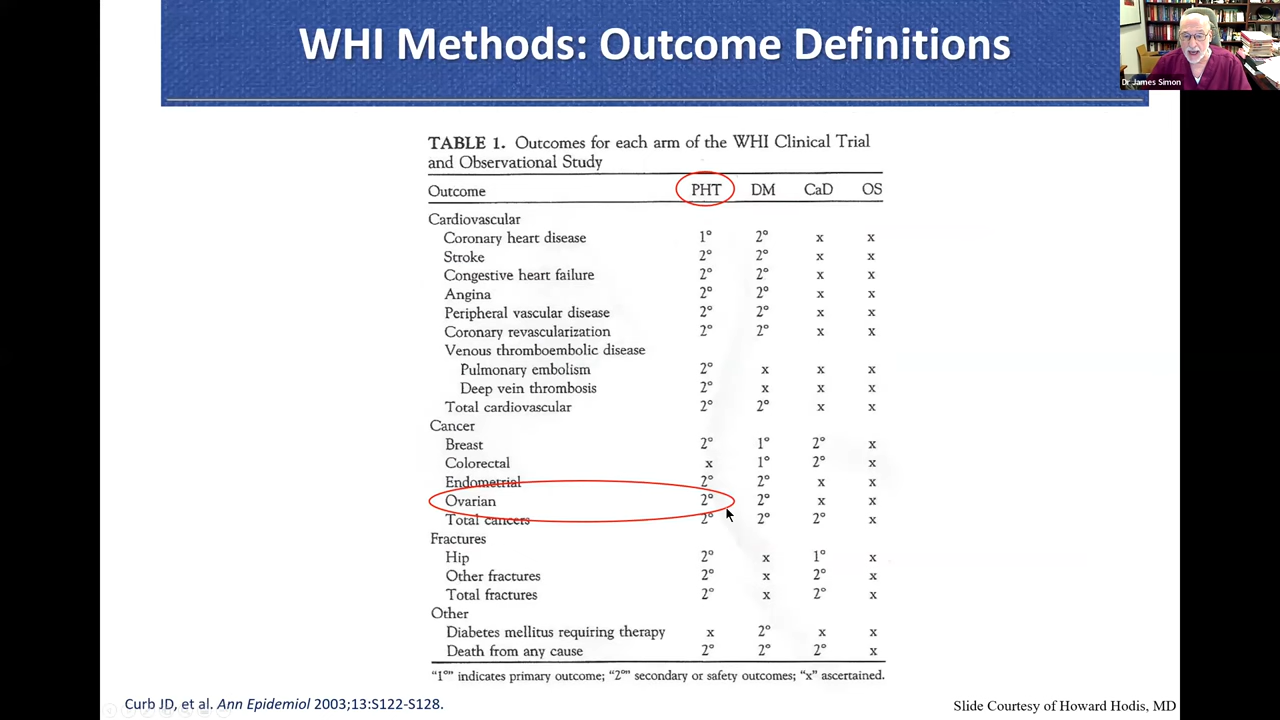 WHI Methods: Outcome Definitions
Dr James Simon
TABLE 1. Outcomes for each arm of the WHI Clinical Trial
and Observational Study
Outcome PHT DM CaD OS
Cardiovascular
Coronary heart disease 1° 2° x x
Stroke 2° 2° x x
Congestive heart failure 2° 2° x x
Angina 2° 2° x x
Peripheral vascular disease 2° 2° x x
Coronary revascularization 2° 2° x x
Venous thromboembolic disease
Pulmonary embolism 2° x x x
Deep vein thrombosis 2° x x x
Total cardiovascular 2° 2° x x
Cancer
Breast 2° 1° 2° x
Colorectal x 1° 2° x
Endometrial 2° 2° x x
Ovarian 2° 2° x x
Total cancers 2° 2° 2° x
Fractures
Hip 2° x 1° x
Other fractures 2° x 2° x
Total fractures 2° x 2° x
Other
Diabetes mellitus requiring therapy x 2° x x
Death from any cause 2° 2° 2° x
"1°" indicates primary outcome; "2°" secondary or safety outcomes; "x" ascertained.
Curb JD, et al. Ann Epidemiol 2003;13:S122-S128.
Slide Courtesy of Howard Hodis, MD